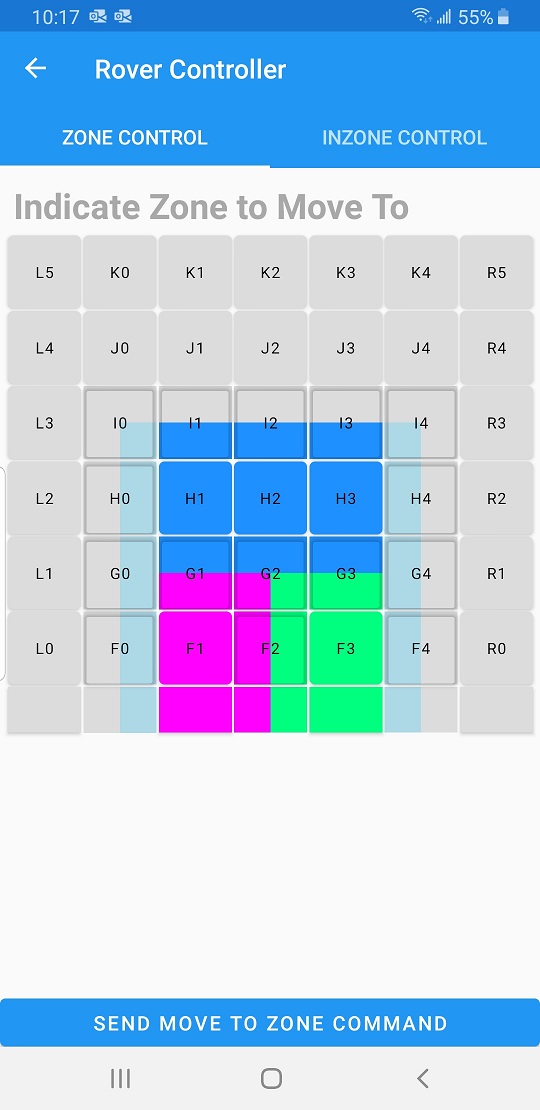 10:17 55%
Rover Controller
ZONE CONTROL INZONE CONTROL
Indicate Zone to Move To
L5 K0 K1 K2 K3 K4 R5
L4 J0 J1 J2 J3 J4 R4
L3 I0 I1 I2 I3 I4 R3
L2 H0 H1 H2 H3 H4 R2
L1 G0 G1 G2 G3 G4 R1
L0 F0 F1 F2 F3 F4 R0
SEND MOVE TO ZONE COMMAND